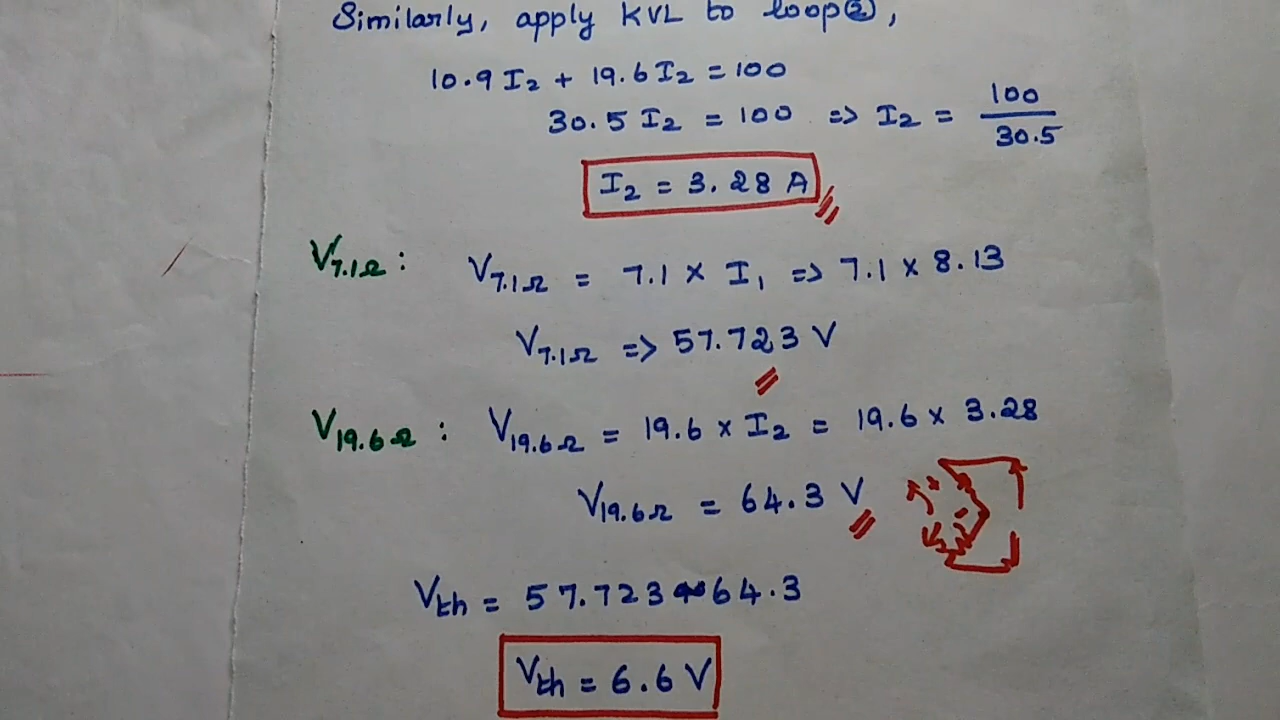 Similarly, apply KVL to loop②,
10.9 I₂ + 19.6 I₂ = 100
30.5 I₂ = 100 => I₂ = 100/30.5
I₂ = 3.28 A
V7.1Ω : V7.1Ω = 7.1 × I₁ => 7.1 × 8.13
V7.1Ω => 57.723 V
V19.6Ω : V19.6Ω = 19.6 × I₂ = 19.6 × 3.28
V19.6Ω = 64.3 V
Vth = 57.723 ~ 64.3
Vth = 6.6 V